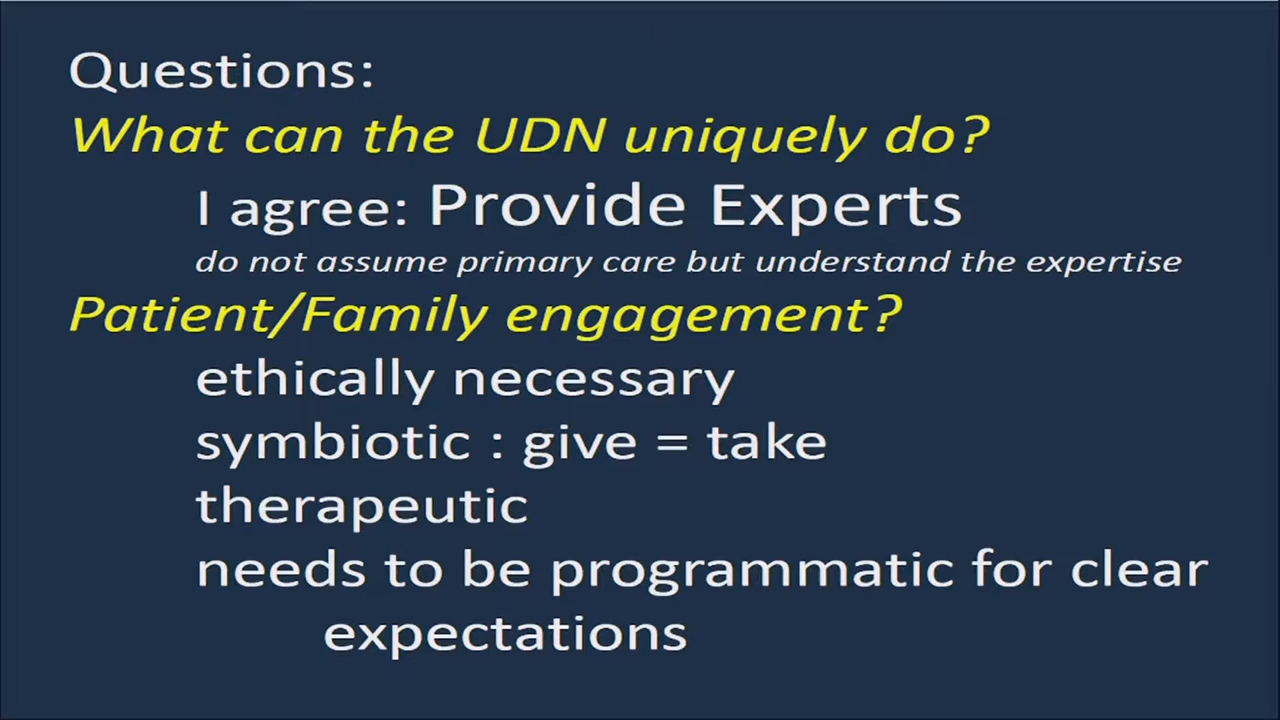 Questions:
What can the UDN uniquely do?
I agree: Provide Experts
do not assume primary care but understand the expertise
Patient/Family engagement?
ethically necessary
symbiotic : give = take
therapeutic
needs to be programmatic for clear
expectations